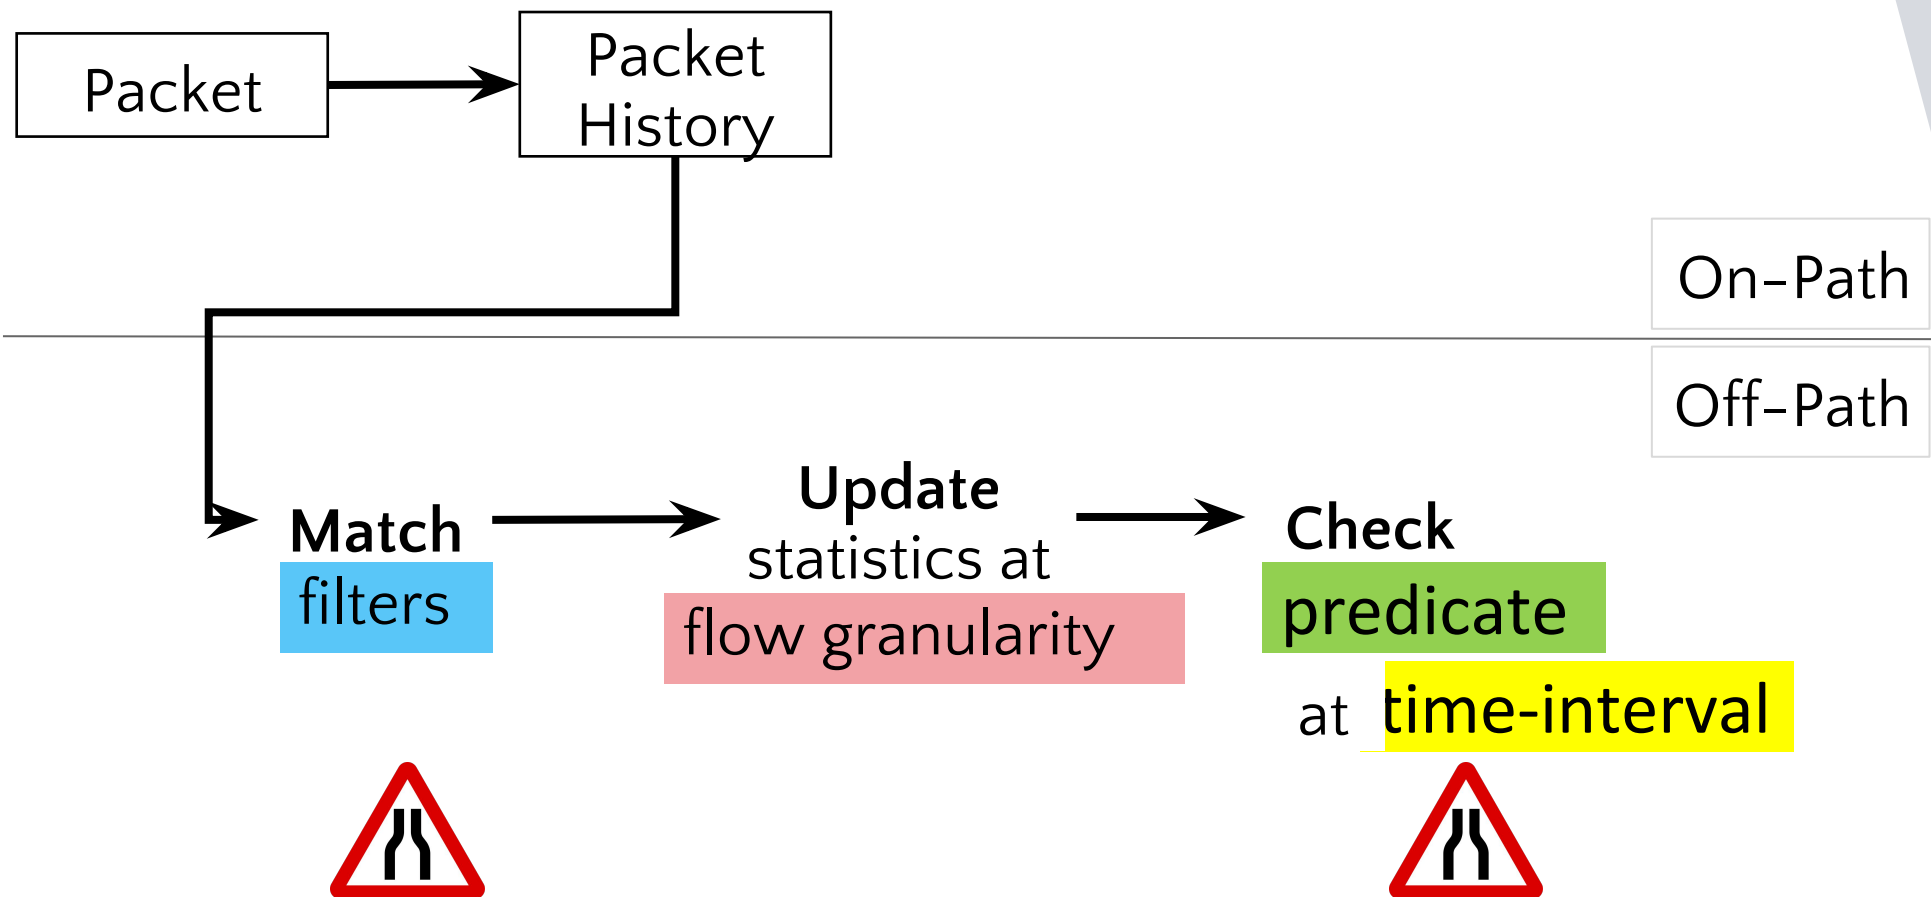 Packet
Packet
History
On-Path
Off-Path
Match
filters
Update
statistics at
flow granularity
Check
predicate
at time-interval